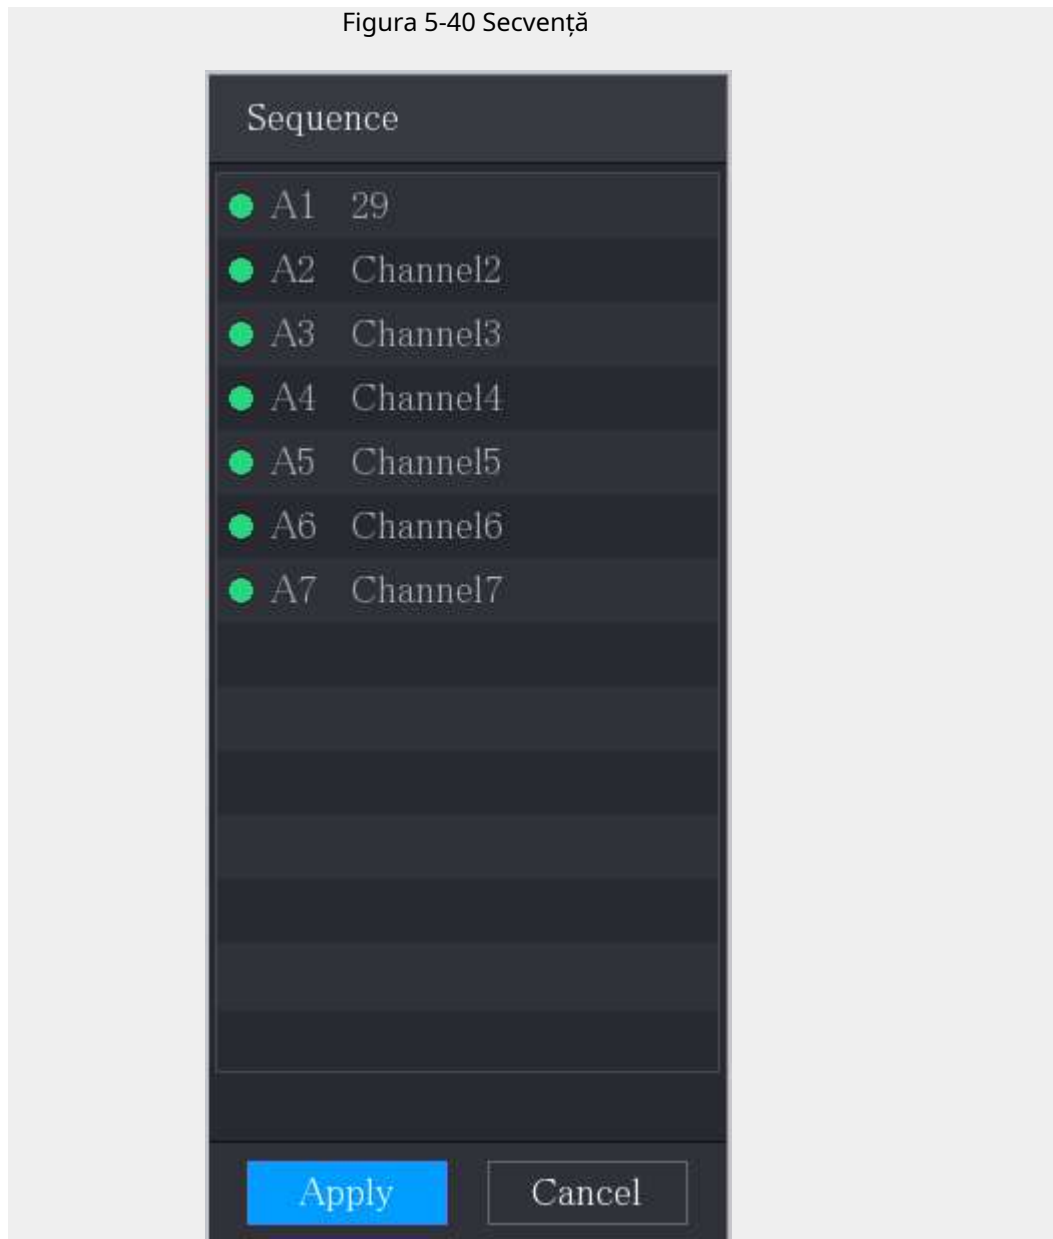 Figura 5-40 Secvență
Sequence
A1 29
A2 Channel2
A3 Channel3
A4 Channel4
A5 Channel5
A6 Channel6
A7 Channel7
Apply Cancel